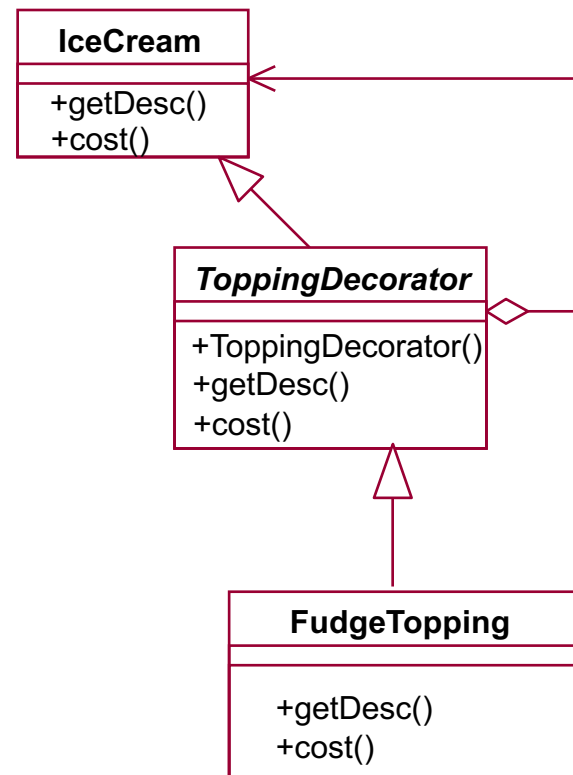 IceCream
+getDesc()
+cost()
ToppingDecorator
+ToppingDecorator()
+getDesc()
+cost()
FudgeTopping
+getDesc()
+cost()